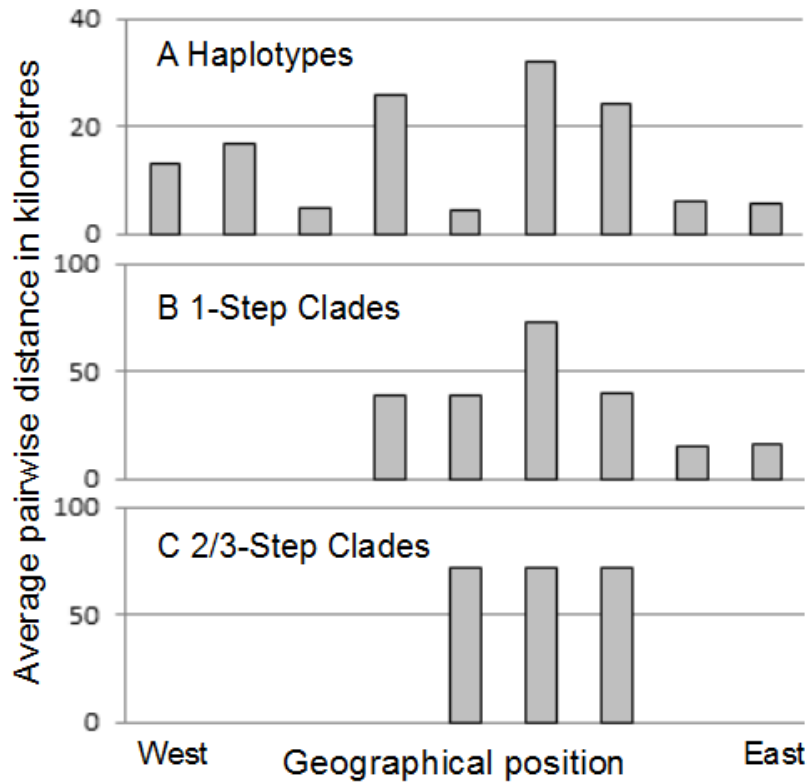 Average pairwise distance in kilometres
40
A Haplotypes
20
0
100
B 1-Step Clades
50
0
100
C 2/3-Step Clades
50
0
West
Geographical position
East